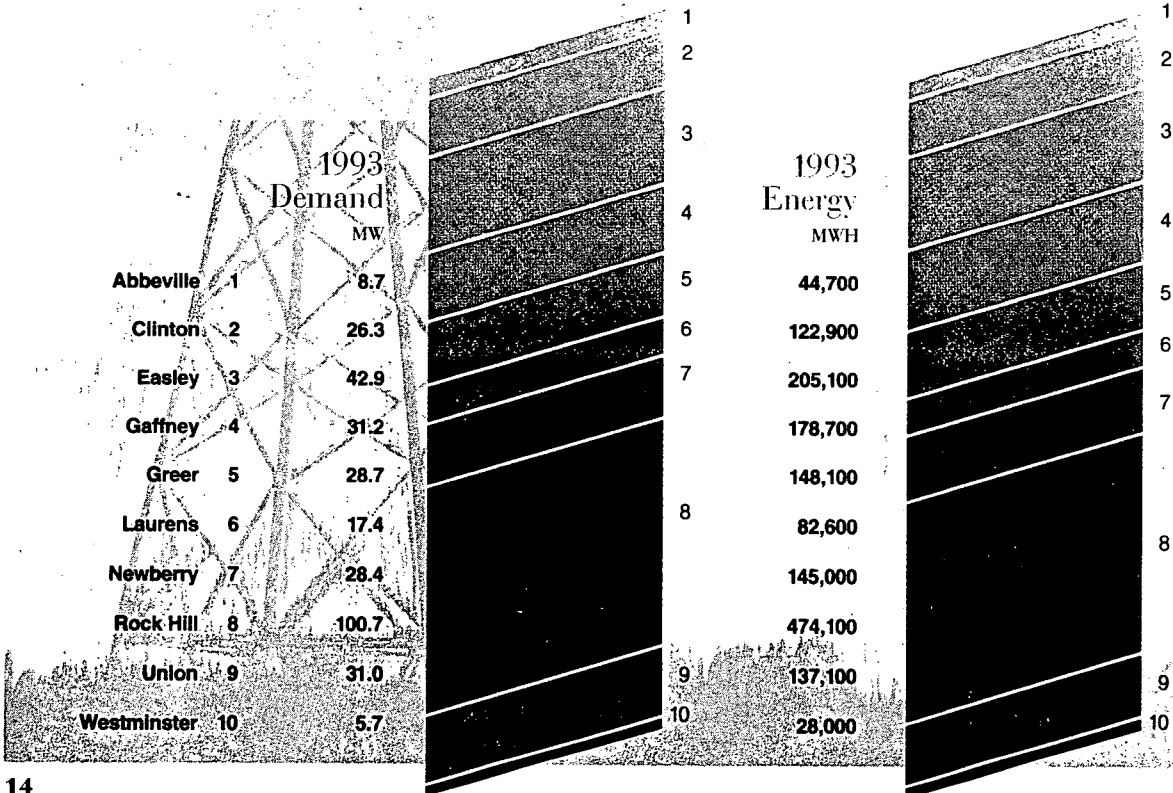 1993
Demand
MW
Abbeville 1 8.7
Clinton 2 26.3
Easley 3 42.9
Gaffney 4 31.2
Greer 5 28.7
Laurens 6 17.4
Newberry 7 28.4
Rock Hill 8 100.7
Union 9 31.0
Westminster 10 5.7
1
2
3
4
5
6
7
8
9
10
1993
Energy
MWH
44,700
122,900
205,100
178,700
148,100
82,600
145,000
474,100
137,100
28,000
1
2
3
4
5
6
7
8
9
10
14